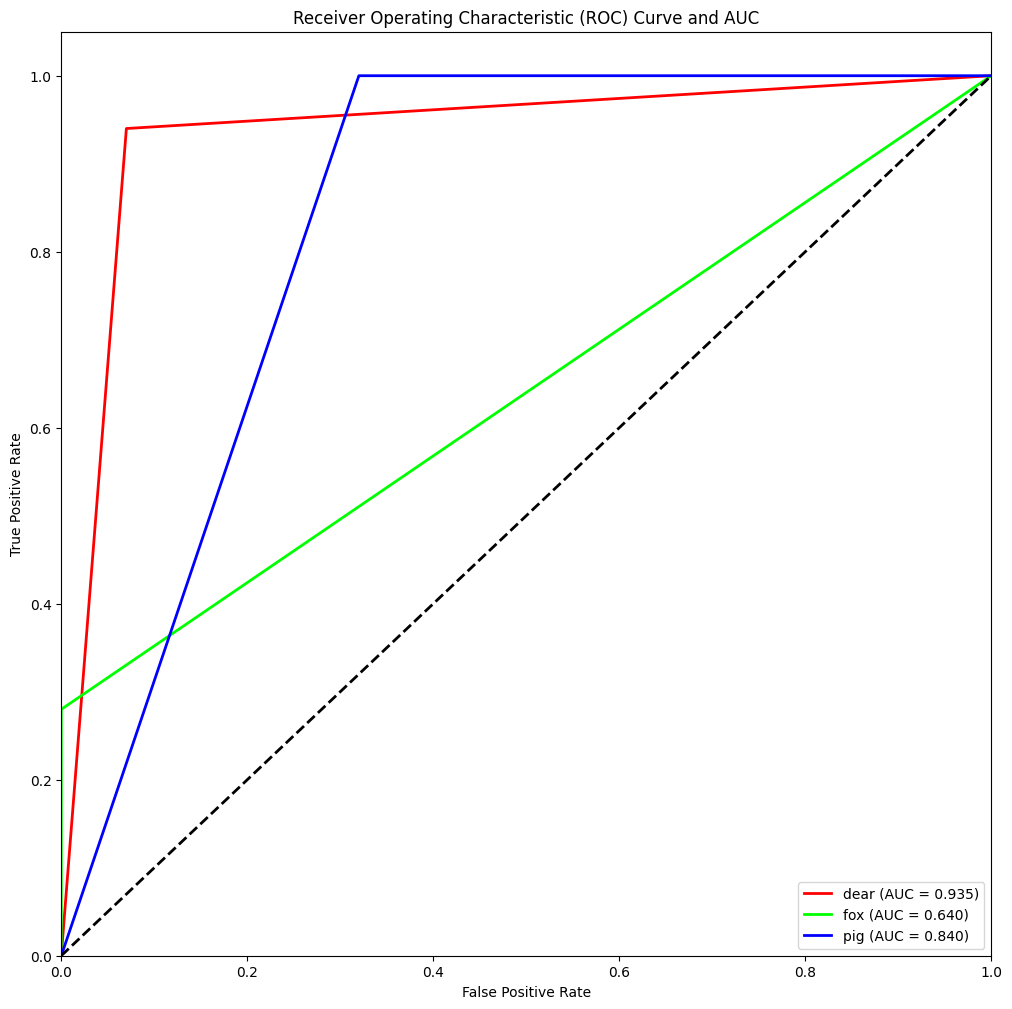 Receiver Operating Characteristic (ROC) Curve and AUC
1.0
0.8
0.6
0.4
0.2
0.0
True Positive Rate
0.0 0.2 0.4 0.6 0.8 1.0
False Positive Rate
dear (AUC = 0.935)
fox (AUC = 0.640)
pig (AUC = 0.840)